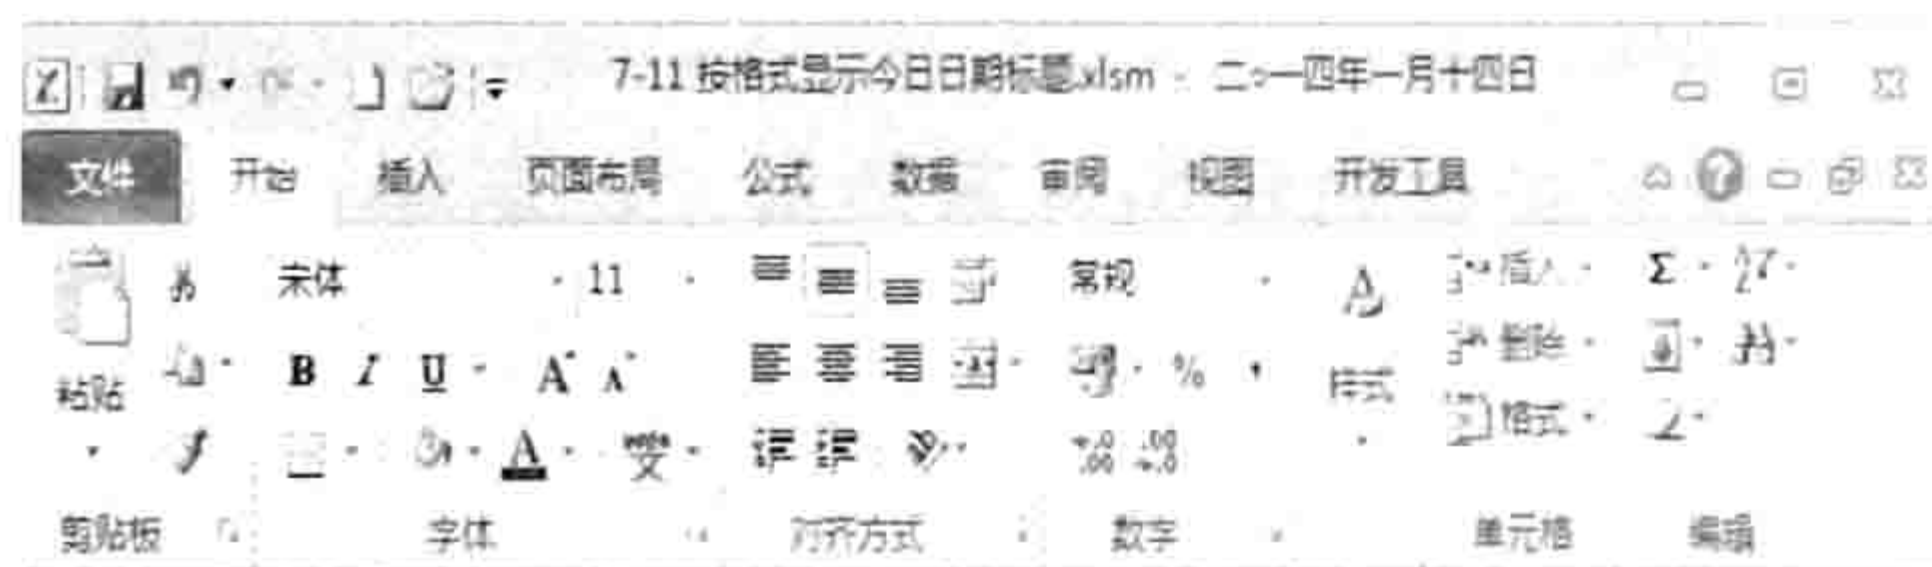 7-11 按格式显示今日日期标题.xlsm - 二○一四年一月十四日
文件 开始 插入 页面布局 公式 数据 审阅 视图 开发工具
宋体 11 常规 插入 Σ
粘贴 B I U A A % , 样式 删除
A 文 .00 .00 格式
剪贴板 字体 对齐方式 数字 单元格 编辑